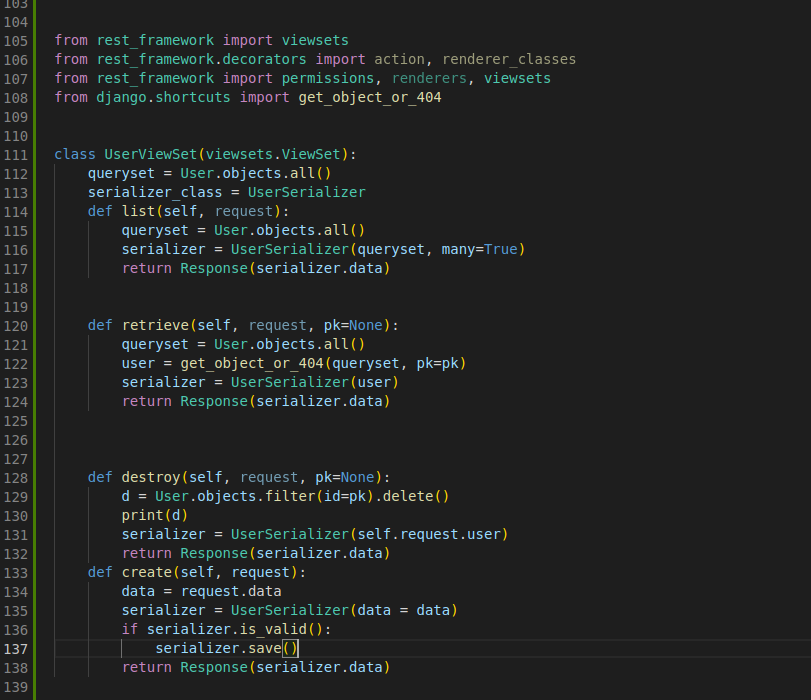 103
104
105 from rest_framework import viewsets
106 from rest_framework.decorators import action, renderer_classes
107 from rest_framework import permissions, renderers, viewsets
108 from django.shortcuts import get_object_or_404
109
110
111 class UserViewSet(viewsets.ViewSet):
112     queryset = User.objects.all()
113     serializer_class = UserSerializer
114     def list(self, request):
115         queryset = User.objects.all()
116         serializer = UserSerializer(queryset, many=True)
117         return Response(serializer.data)
118
119
120     def retrieve(self, request, pk=None):
121         queryset = User.objects.all()
122         user = get_object_or_404(queryset, pk=pk)
123         serializer = UserSerializer(user)
124         return Response(serializer.data)
125
126
127
128     def destroy(self, request, pk=None):
129         d = User.objects.filter(id=pk).delete()
130         print(d)
131         serializer = UserSerializer(self.request.user)
132         return Response(serializer.data)
133     def create(self, request):
134         data = request.data
135         serializer = UserSerializer(data = data)
136         if serializer.is_valid():
137             serializer.save()
138         return Response(serializer.data)
139